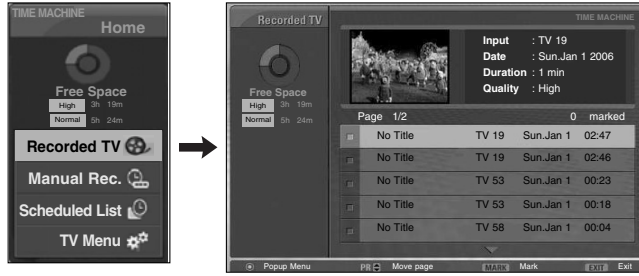 TIME MACHINE
Home
Free Space
High 3h 19m
Normal 5h 24m
Recorded TV
Manual Rec.
Scheduled List
TV Menu
Recorded TV
TIME MACHINE
Free Space
High 3h 19m
Normal 5h 24m
Input : TV 19
Date : Sun.Jan 1 2006
Duration : 1 min
Quality : High
Page 1/2 0 marked
No Title TV 19 Sun.Jan 1 02:47
No Title TV 19 Sun.Jan 1 02:46
No Title TV 53 Sun.Jan 1 00:23
No Title TV 53 Sun.Jan 1 00:18
No Title TV 58 Sun.Jan 1 00:04
Popup Menu PR Move page MARK Mark EXIT Exit